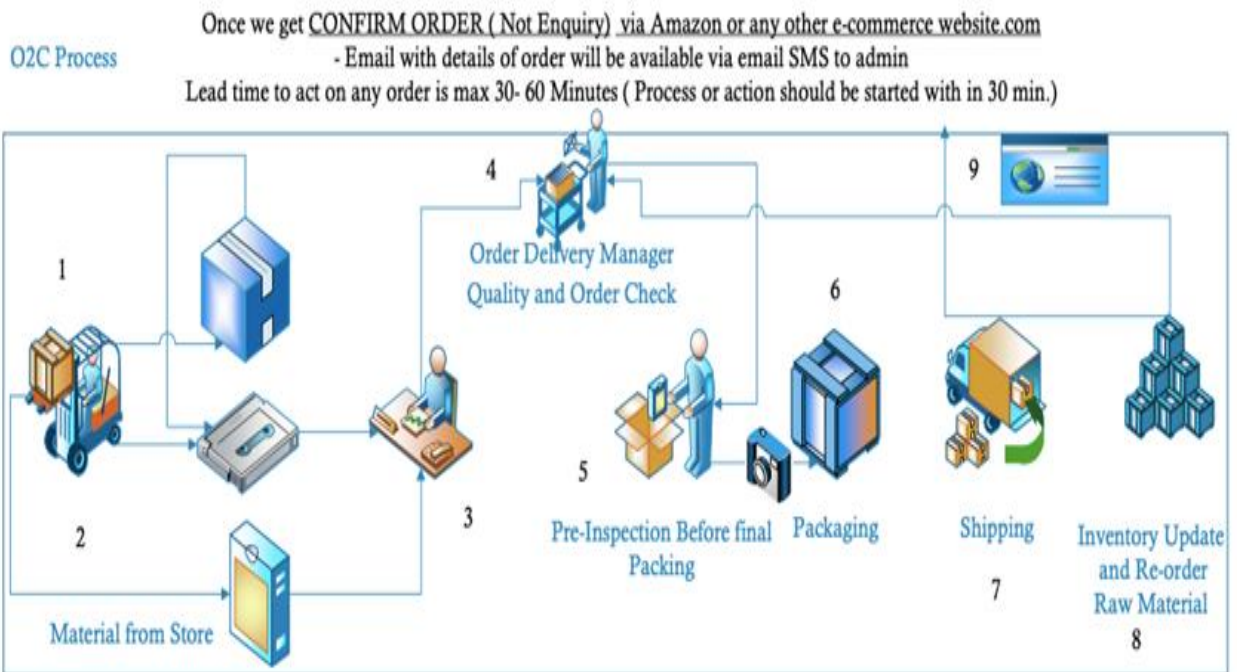 Once we get CONFIRM ORDER ( Not Enquiry) via Amazon or any other e-commerce website.com
O2C Process
- Email with details of order will be available via email SMS to admin
Lead time to act on any order is max 30- 60 Minutes ( Process or action should be started with in 30 min.)
4
9
Order Delivery Manager
Quality and Order Check
1
6
5
3
2
Pre-Inspection Before final
Packing
Packaging
Shipping
7
Inventory Update
and Re-order
Raw Material
8
Material from Store